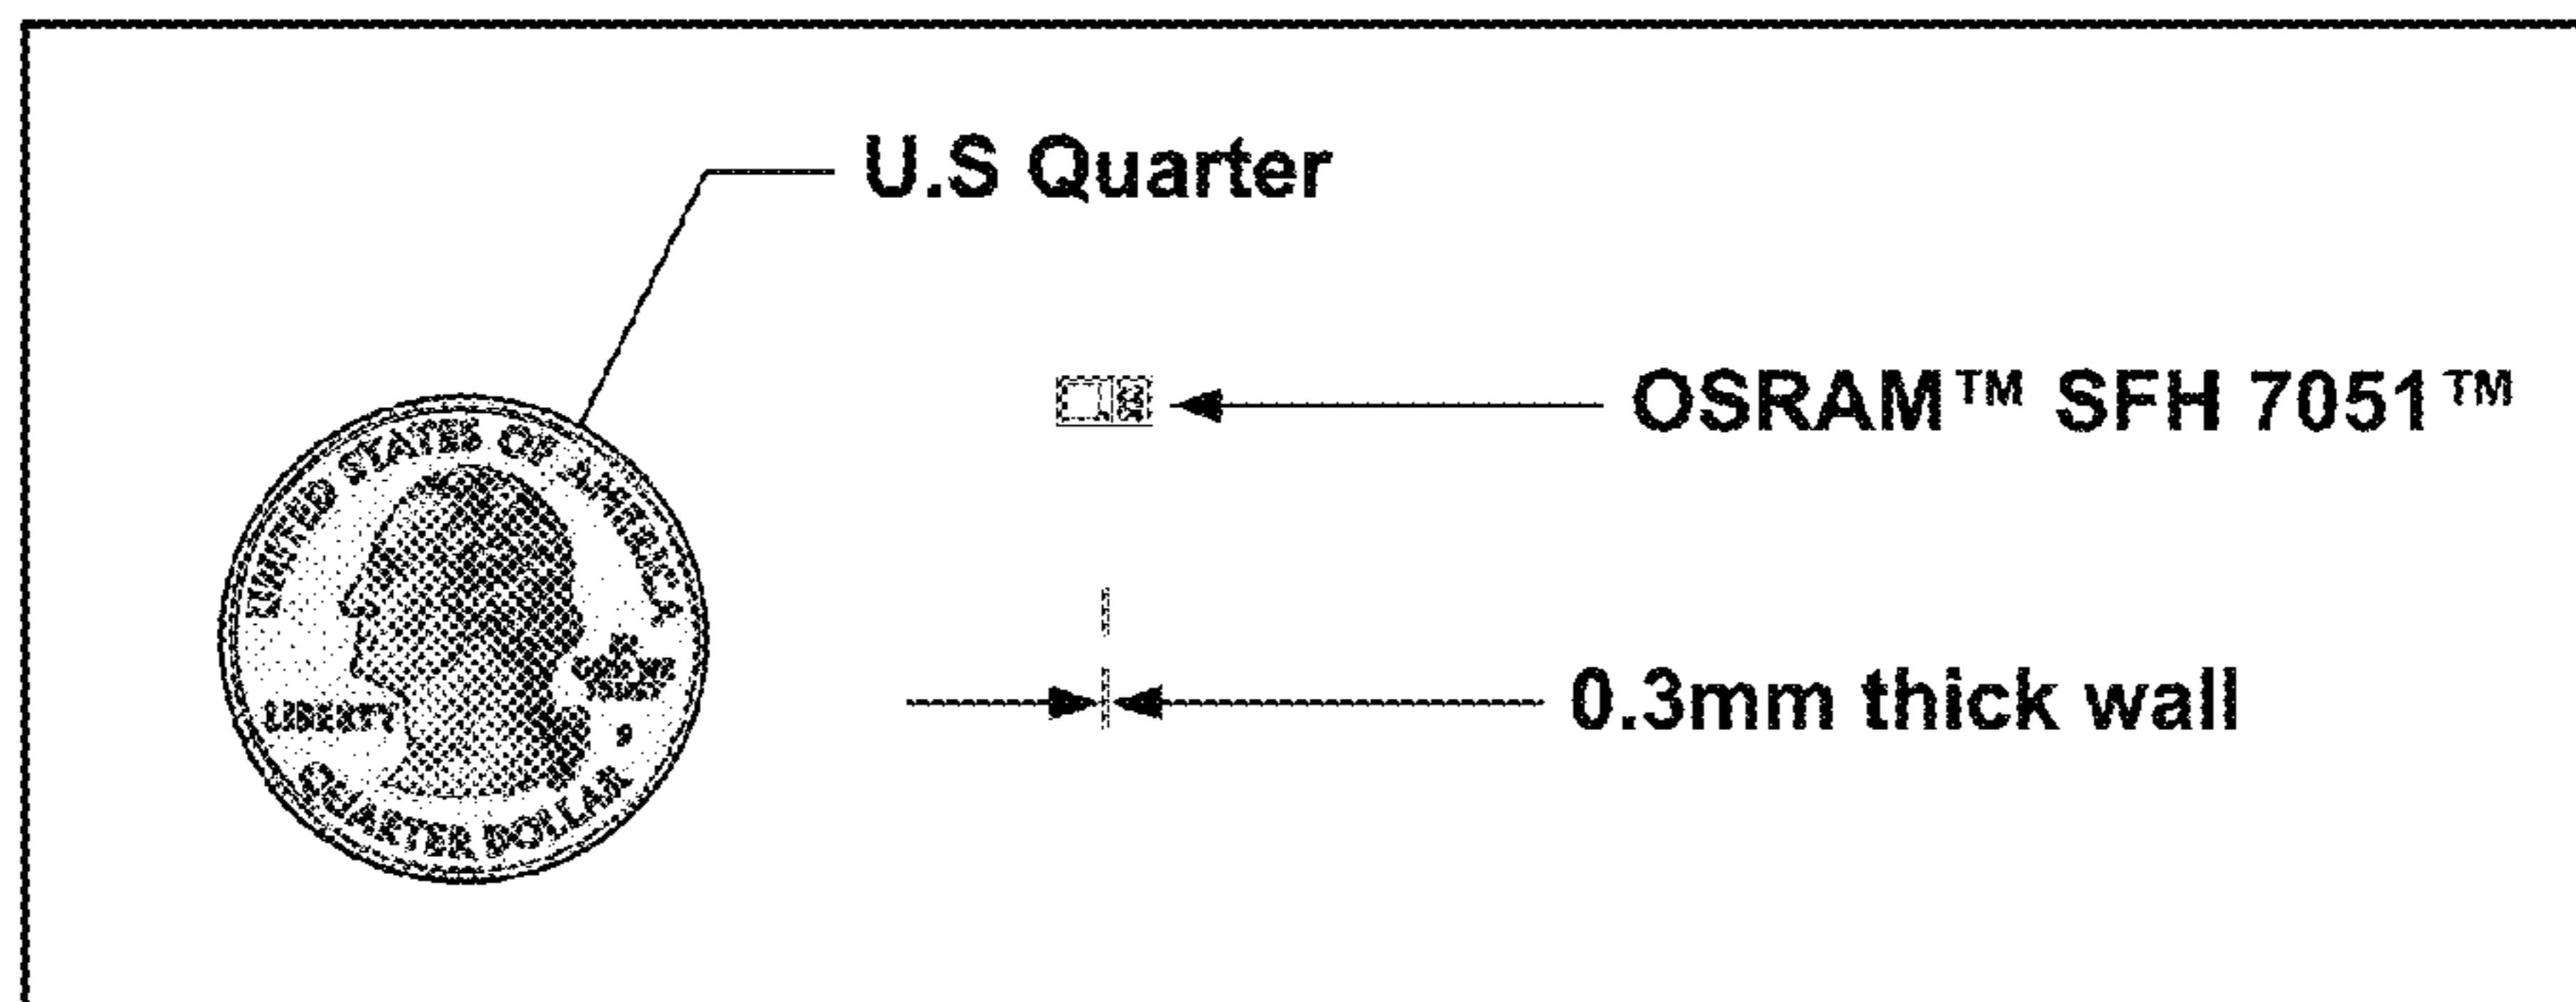 U.S Quarter
OSRAM™ SFH 7051™
UNITED STATES OF AMERICA
LIBERTY
QUARTER DOLLAR
0.3mm thick wall